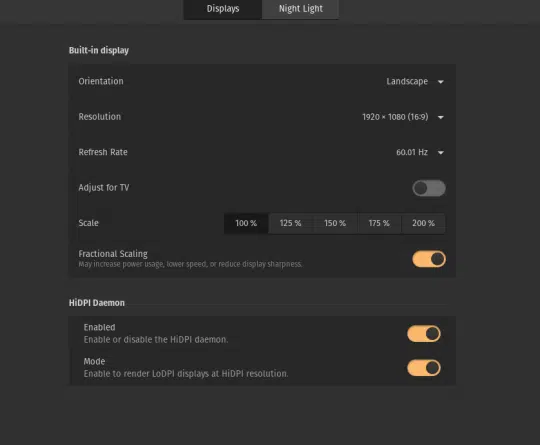 Displays
Night Light
Built-in display
Orientation
Landscape
Resolution
1920 × 1080 (16:9)
Refresh Rate
60.01 Hz
Adjust for TV
Scale
100 %
125 %
150 %
175 %
200 %
Fractional Scaling
May increase power usage, lower speed, or reduce display sharpness.
HiDPI Daemon
Enabled
Enable or disable the HiDPI daemon.
Mode
Enable to render LoDPI displays at HiDPI resolution.